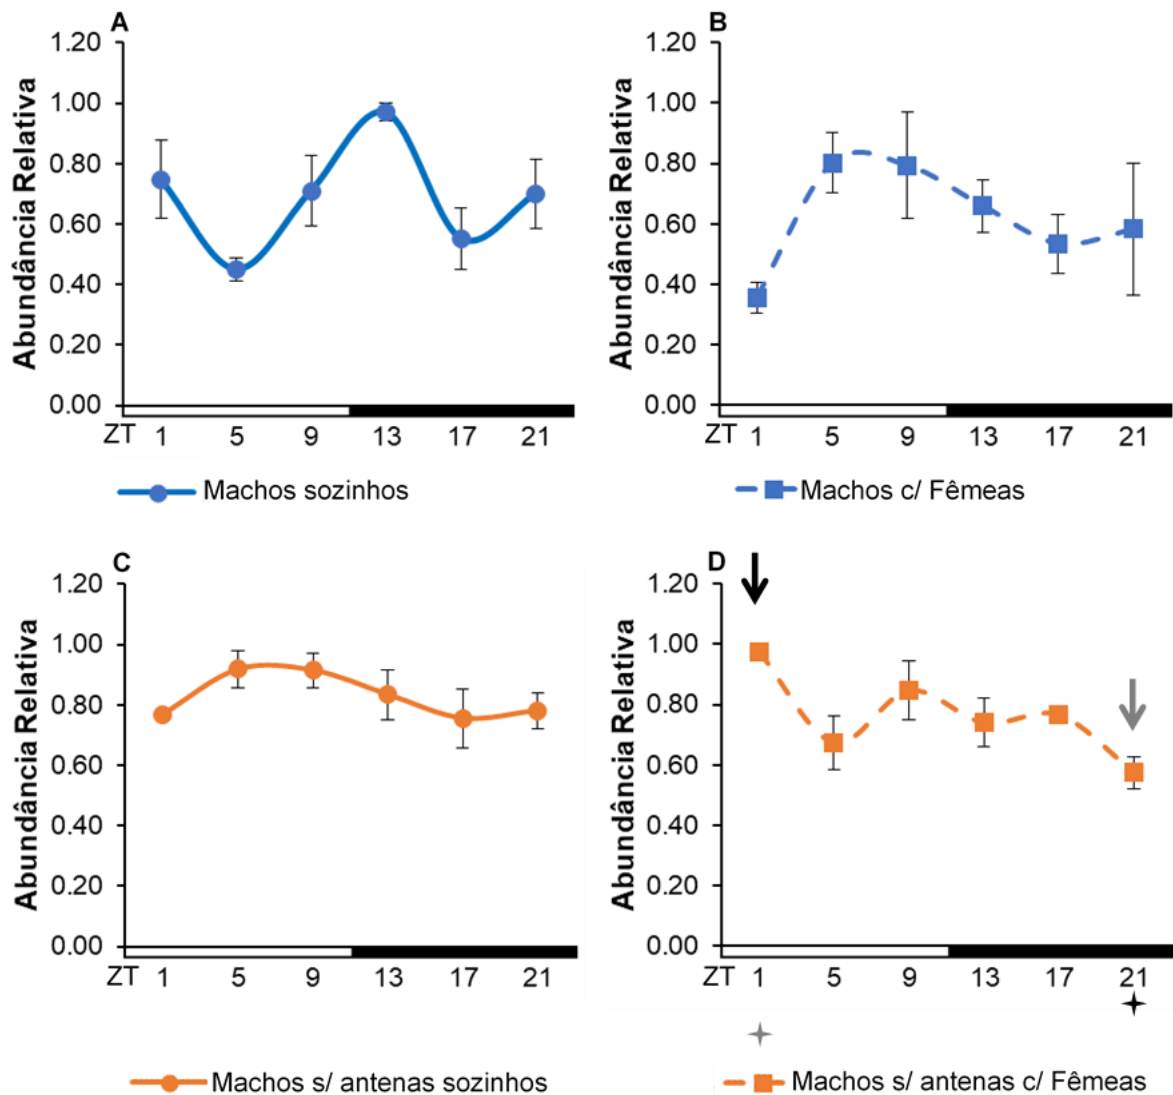 A
Abundância Relativa
1.20
1.00
0.80
0.60
0.40
0.20
0.00
ZT 1 5 9 13 17 21
Machos sozinhos
B
Abundância Relativa
1.20
1.00
0.80
0.60
0.40
0.20
0.00
ZT 1 5 9 13 17 21
Machos c/ Fêmeas
C
Abundância Relativa
1.20
1.00
0.80
0.60
0.40
0.20
0.00
ZT 1 5 9 13 17 21
Machos s/ antenas sozinhos
D
Abundância Relativa
1.20
1.00
0.80
0.60
0.40
0.20
0.00
ZT 1 5 9 13 17 21
Machos s/ antenas c/ Fêmeas